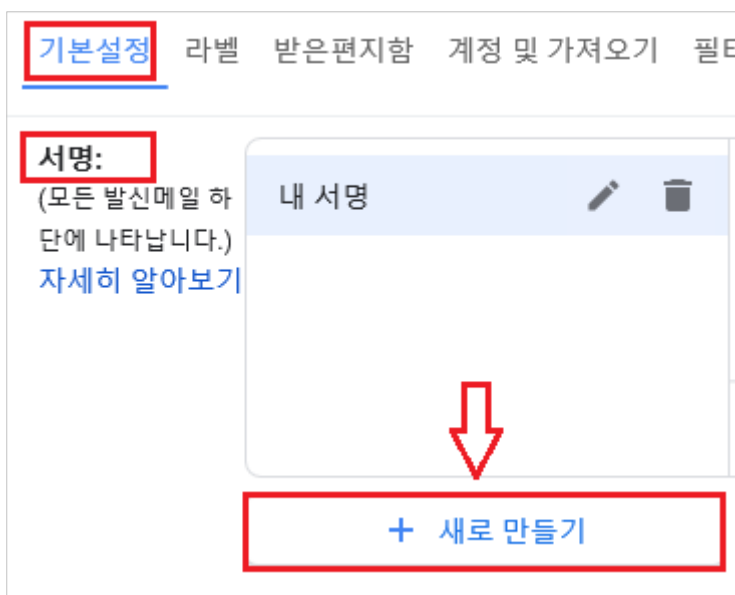 기본설정 라벨 받은편지함 계정 및 가져오기
서명:
(모든 발신메일 하
단에 나타납니다.)
자세히 알아보기
내 서명
+ 새로 만들기